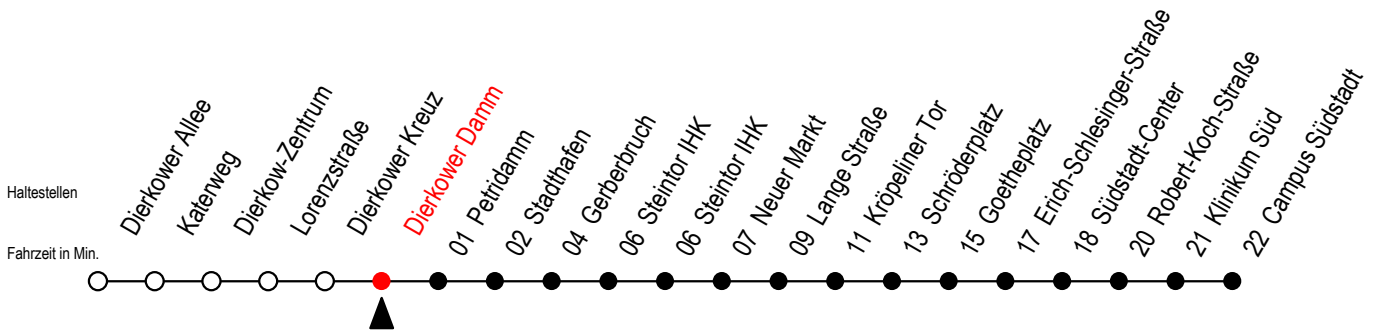 Haltestellen
Fahrzeit in Min.
Dierkower Allee
Katerweg
Dierkow-Zentrum
Lorenzstraße
Dierkower Kreuz
Dierkower Damm
01 Petridamm
02 Stadthafen
04 Gerberbruch
06 Steintor IHK
06 Steintor IHK
07 Neuer Markt
09 Lange Straße
11 Kröpeliner Tor
13 Schröderplatz
15 Goetheplatz
17 Erich-Schlesinger-Straße
18 Südstadt-Center
20 Robert-Koch-Straße
21 Klinikum Süd
22 Campus Südstadt